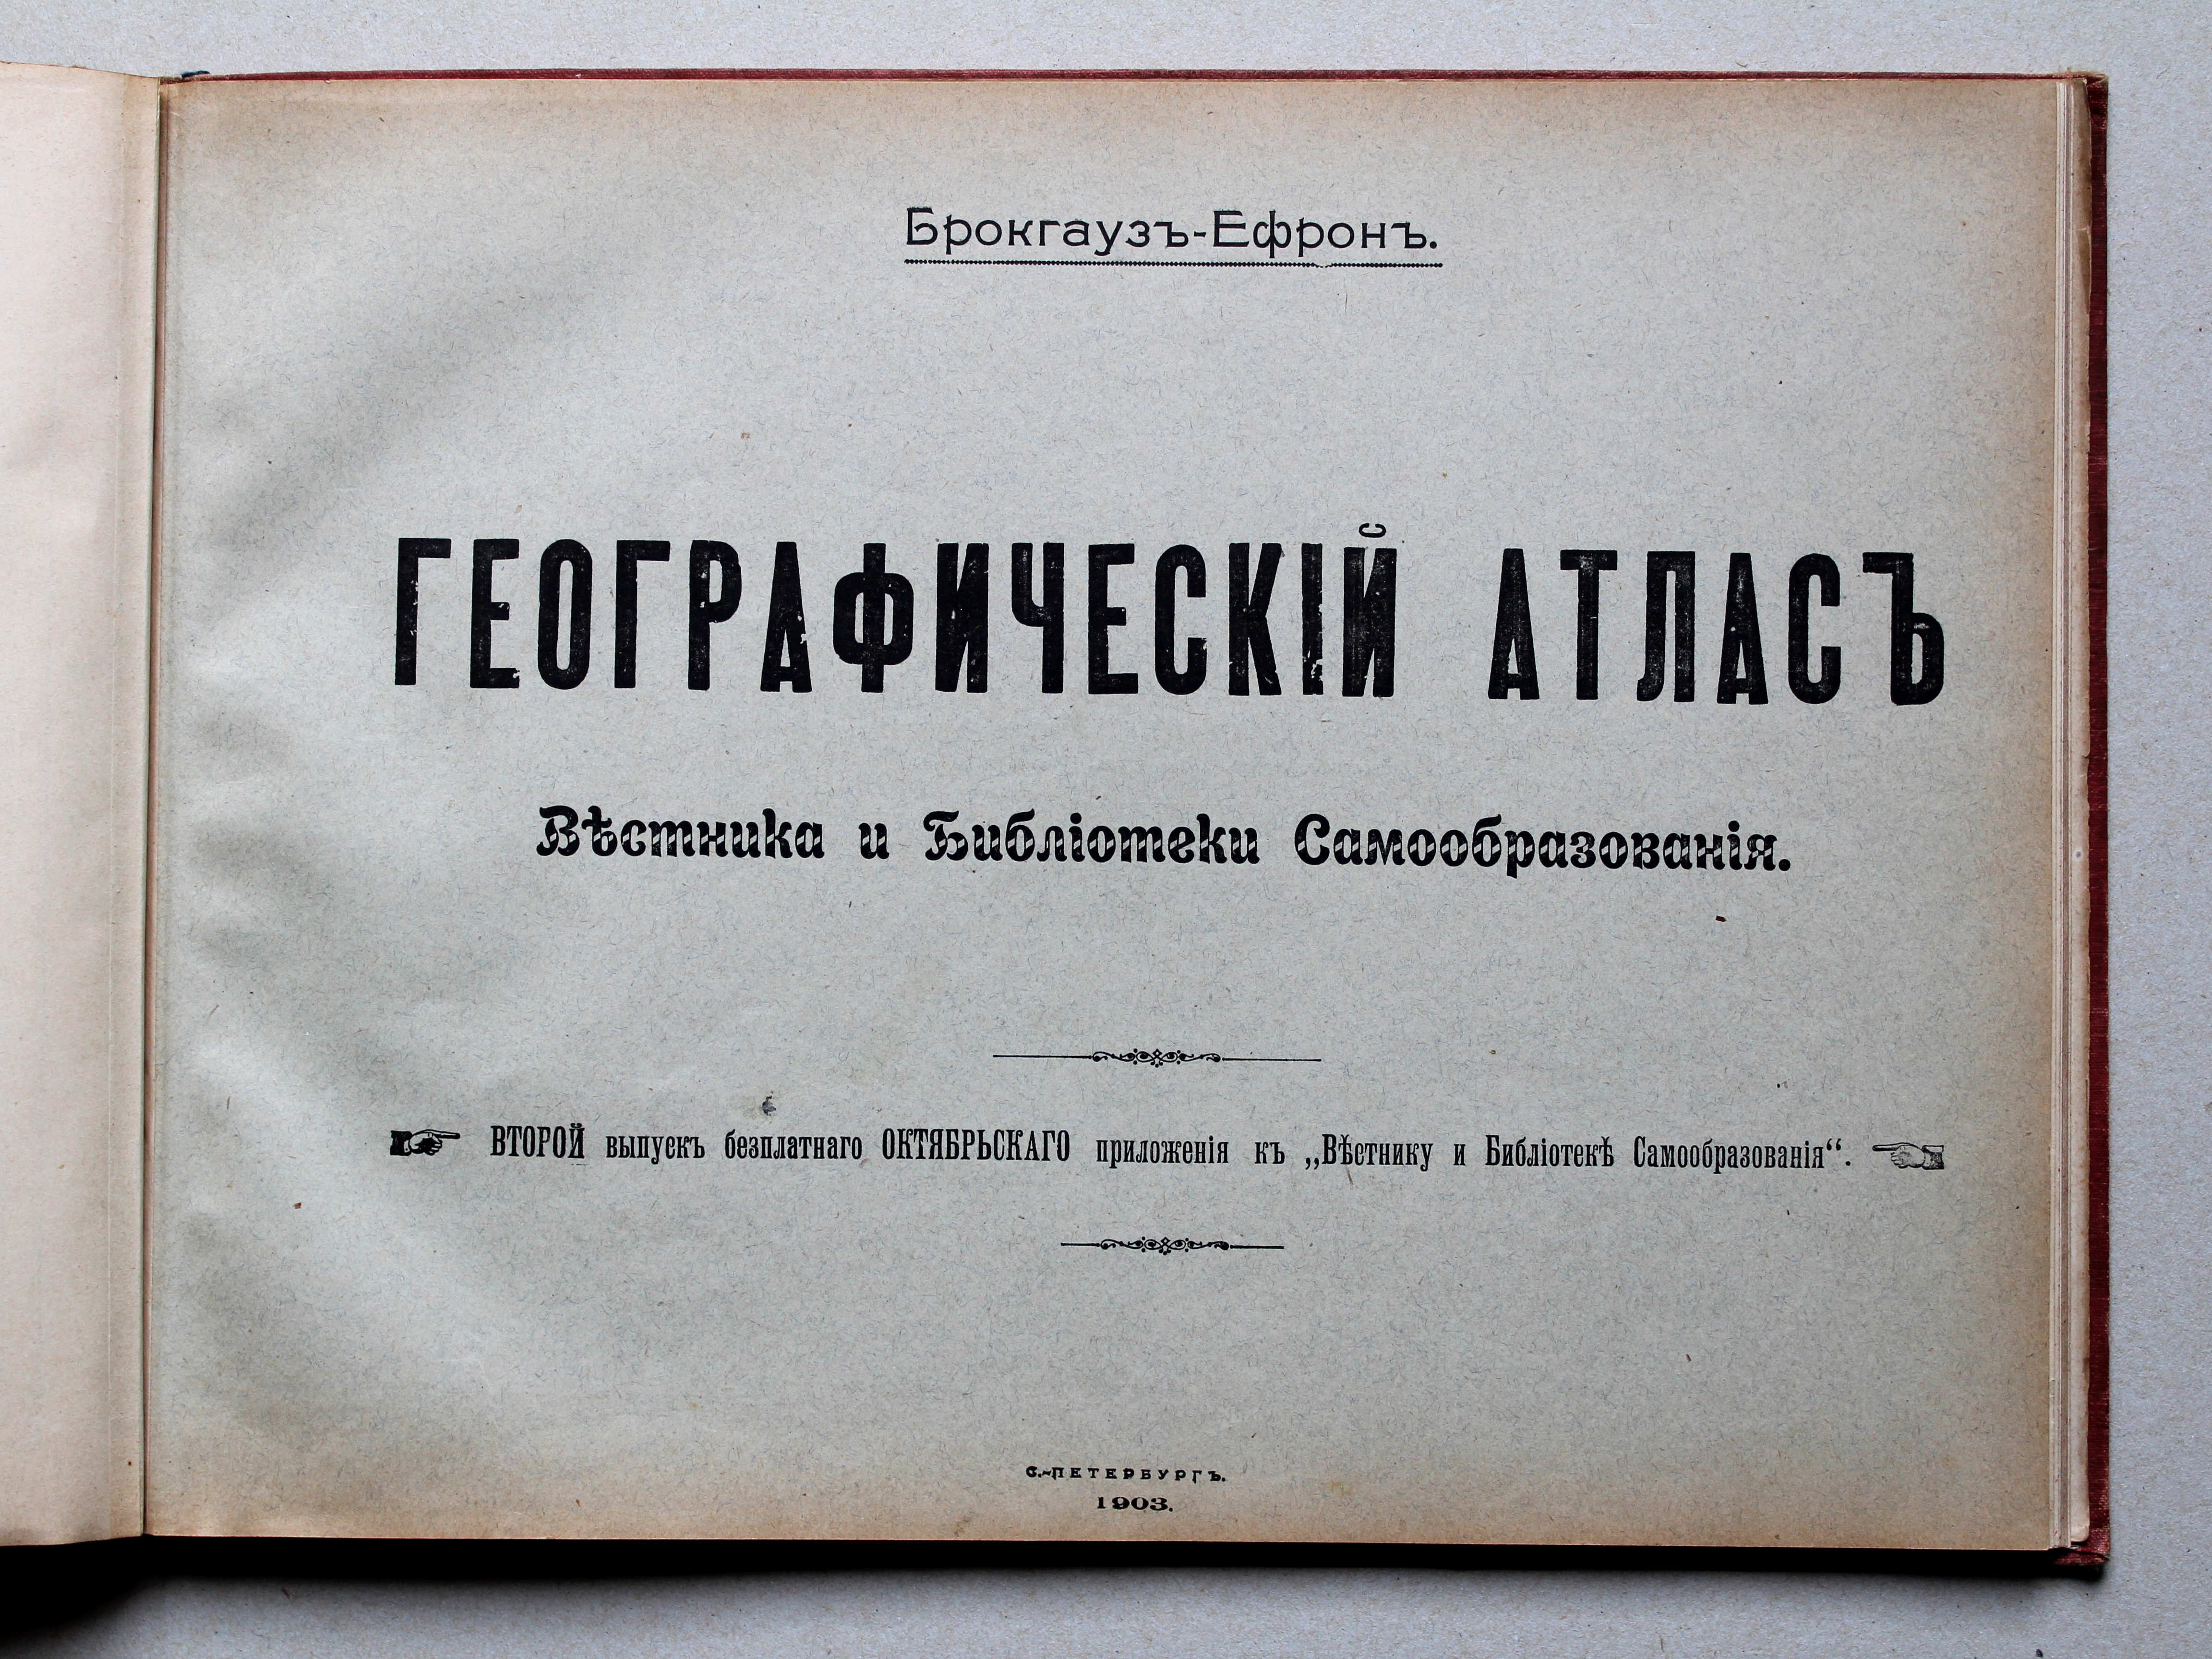 Брокгаузъ-Ефронъ.
ГЕОГРАФИЧЕСКІЙ АТЛАСЪ
Вѣстника и Библіотеки Самообразованія.
ВТОРОЙ выпускъ безплатнаго ОКТЯБРЬСКАГО приложенія къ „Вѣстнику и Библіотекѣ Самообразованія“.
С.-ПЕТЕРБУРГЪ.
1903.